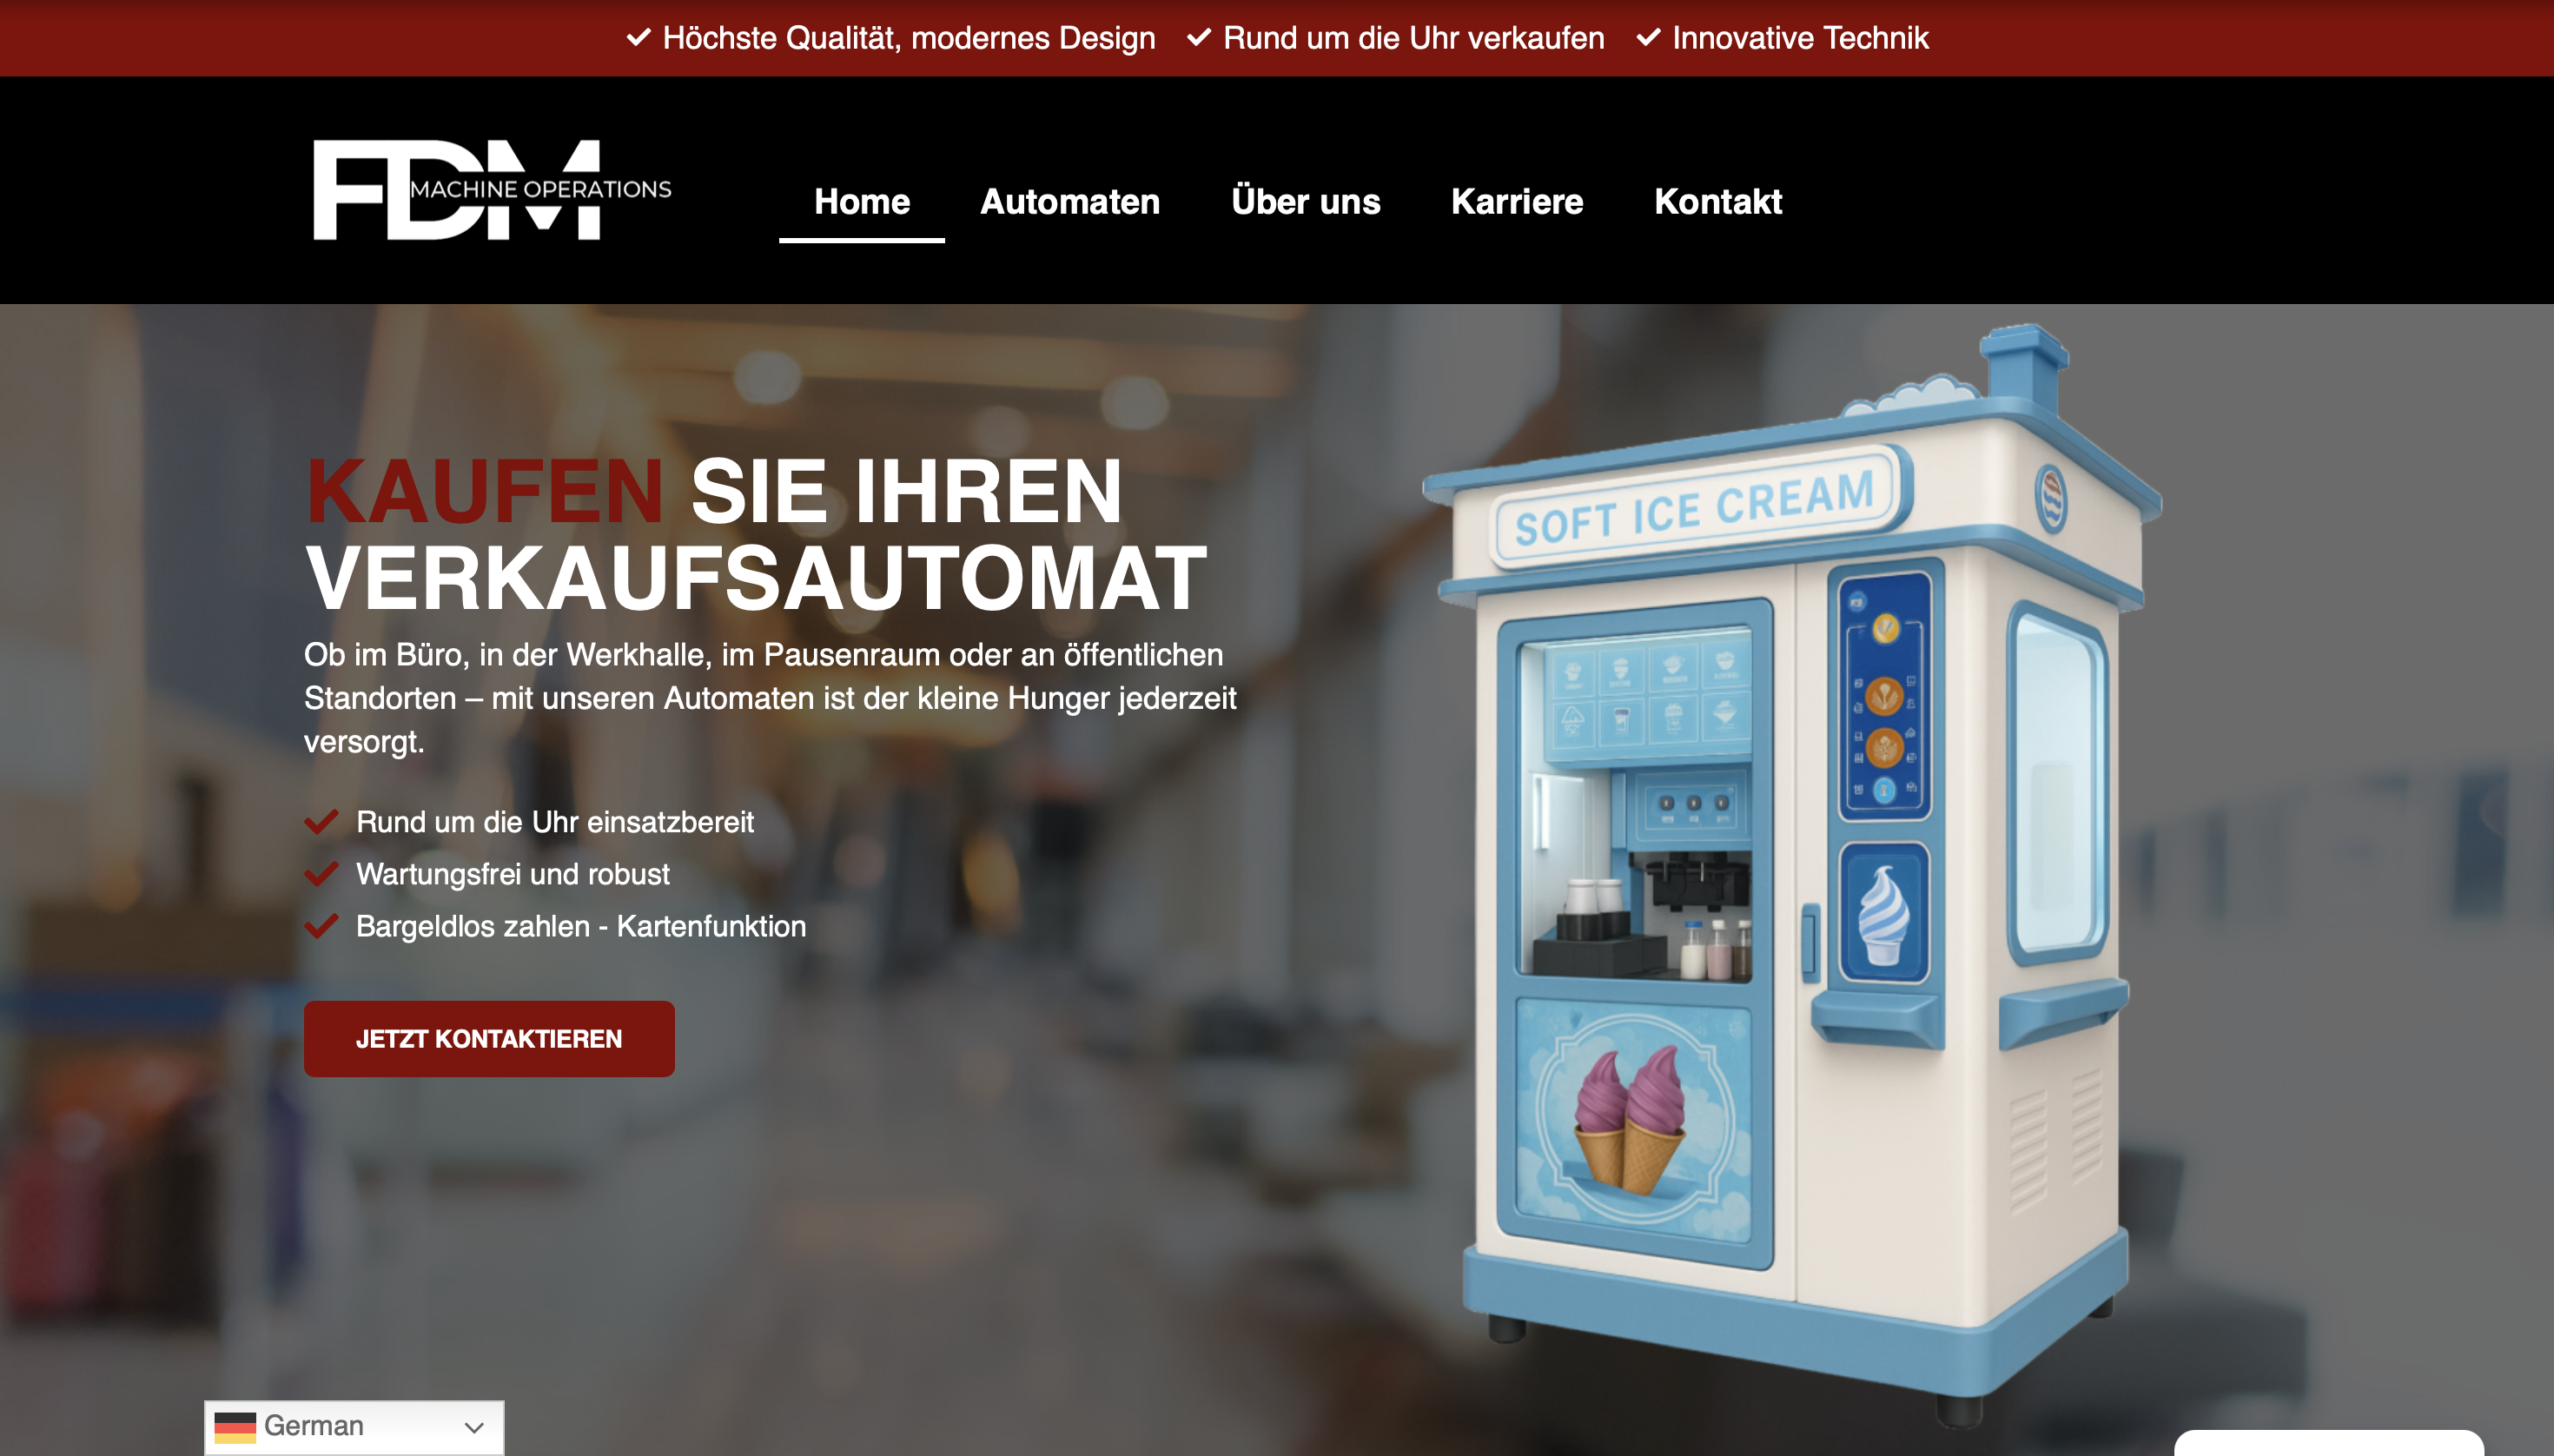 Höchste Qualität, modernes Design Rund um die Uhr verkaufen Innovative Technik
FDM
MACHINE OPERATIONS
Home Automaten Über uns Karriere Kontakt
KAUFEN SIE IHREN
VERKAUFSAUTOMAT
Ob im Büro, in der Werkhalle, im Pausenraum oder an öffentlichen
Standorten – mit unseren Automaten ist der kleine Hunger jederzeit
versorgt.
Rund um die Uhr einsatzbereit
Wartungsfrei und robust
Bargeldlos zahlen - Kartenfunktion
JETZT KONTAKTIEREN
SOFT ICE CREAM
German